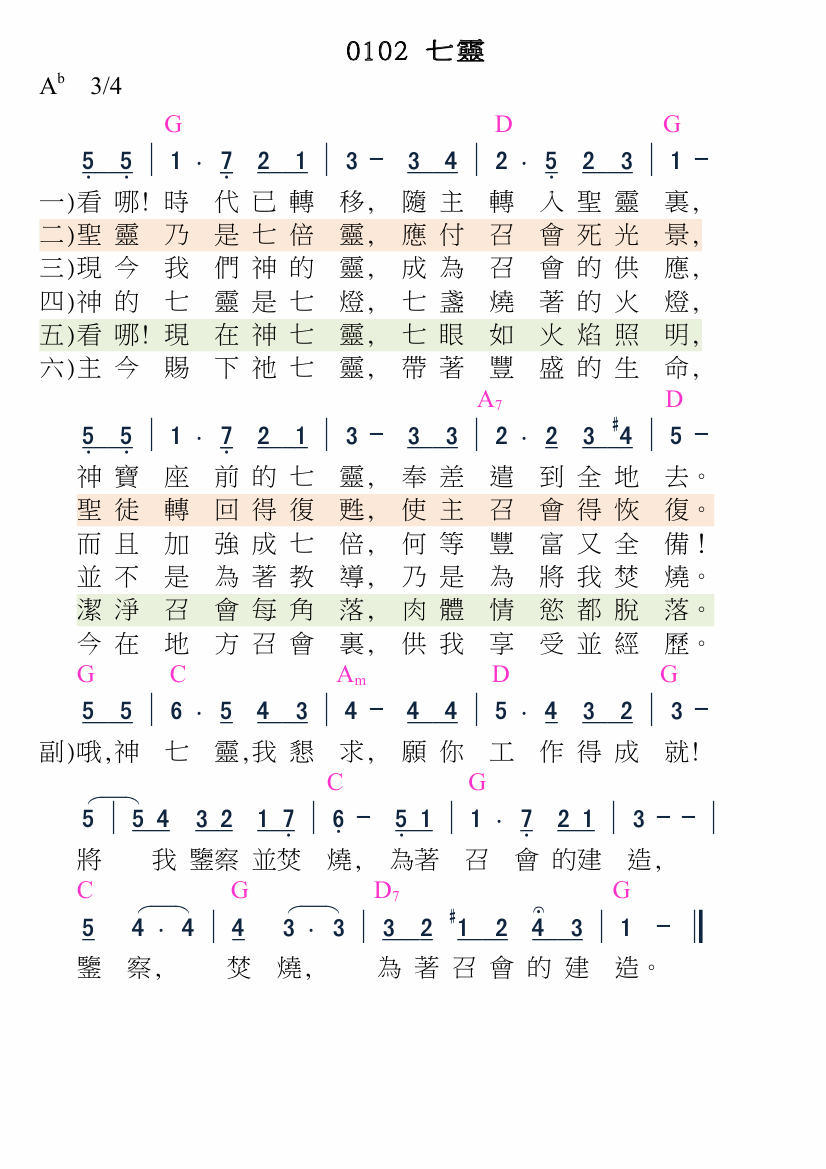 0102 七靈
A♭ 3/4
G D G
5 5 | 1 · 7 2 1 | 3 – 3 4 | 2 · 5 2 3 | 1 –
一)看哪!時代已轉移,隨主轉入聖靈裏,
二)聖靈乃是七倍靈,應付召會死光景,
三)現今我們神的靈,成為召會的供應,
四)神的七靈是七燈,七盞燒著的火燈,
五)看哪!現在神七靈,七眼如火焰照明,
六)主今賜下祂七靈,帶著豐盛的生命,
A7 D
5 5 | 1 · 7 2 1 | 3 – 3 3 | 2 · 2 3 #4 | 5 –
神寶座前的七靈,奉差遣到全地去。
聖徒轉回得復甦,使主召會得恢復。
而且加強成七倍,何等豐富又全備!
並不是為著教導,乃是為將我焚燒。
潔淨召會每角落,肉體情慾都脫落。
今在地方召會裏,供我享受並經歷。
G C Am D G
5 5 | 6 · 5 4 3 | 4 – 4 4 | 5 · 4 3 2 | 3 –
副)哦,神七靈,我懇求,願你工作得成就!
C G
5 | 5 4 3 2 1 7 | 6 – 5 1 | 1 · 7 2 1 | 3 – – |
將我鑒察並焚燒,為著召會的建造,
C G D7 G
5 4 · 4 | 4 3 · 3 | 3 2 #1 2 4 3 | 1 – ‖
鑒察,焚燒,為著召會的建造。